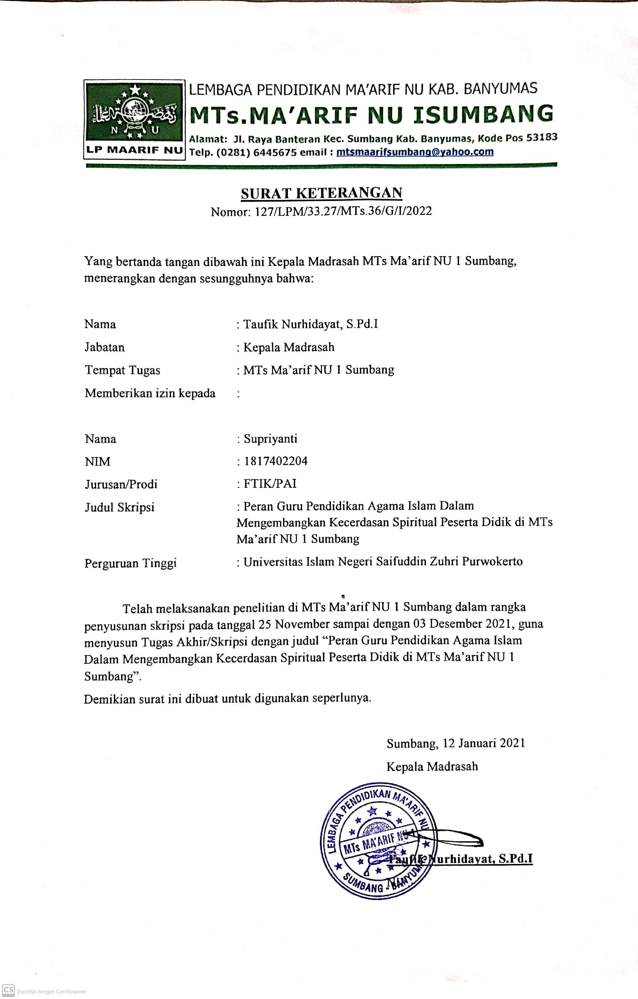 LEMBAGA PENDIDIKAN MA'ARIF NU KAB. BANYUMAS
MTs.MA'ARIF NU ISUMBANG
Alamat: Jl. Raya Banteran Kec. Sumbang Kab. Banyumas, Kode Pos 53183
Telp. (0281) 6445675 email : mtsmaarifsumbang@yahoo.com
N U
LP MAARIF NU
SURAT KETERANGAN
Nomor: 127/LPM/33.27/MTs.36/G/I/2022
Yang bertanda tangan dibawah ini Kepala Madrasah MTs Ma'arif NU 1 Sumbang,
menerangkan dengan sesungguhnya bahwa:
Nama : Taufik Nurhidayat, S.Pd.I
Jabatan : Kepala Madrasah
Tempat Tugas : MTs Ma'arif NU 1 Sumbang
Memberikan izin kepada :
Nama : Supriyanti
NIM : 1817402204
Jurusan/Prodi : FTIK/PAI
Judul Skripsi : Peran Guru Pendidikan Agama Islam Dalam
Mengembangkan Kecerdasan Spiritual Peserta Didik di MTs
Ma'arif NU 1 Sumbang
Perguruan Tinggi : Universitas Islam Negeri Saifuddin Zuhri Purwokerto
Telah melaksanakan penelitian di MTs Ma'arif NU 1 Sumbang dalam rangka
penyusunan skripsi pada tanggal 25 November sampai dengan 03 Desember 2021, guna
menyusun Tugas Akhir/Skripsi dengan judul “Peran Guru Pendidikan Agama Islam
Dalam Mengembangkan Kecerdasan Spiritual Peserta Didik di MTs Ma'arif NU 1
Sumbang”.
Demikian surat ini dibuat untuk digunakan seperlunya.
Sumbang, 12 Januari 2021
Kepala Madrasah
LEMBAGA PENDIDIKAN MA'ARIF NU
MTs MA'ARIF NU 1
SUMBANG - BANYUMAS
Taufik Nurhidayat, S.Pd.I
NIP.
CS Dipindai dengan CamScanner